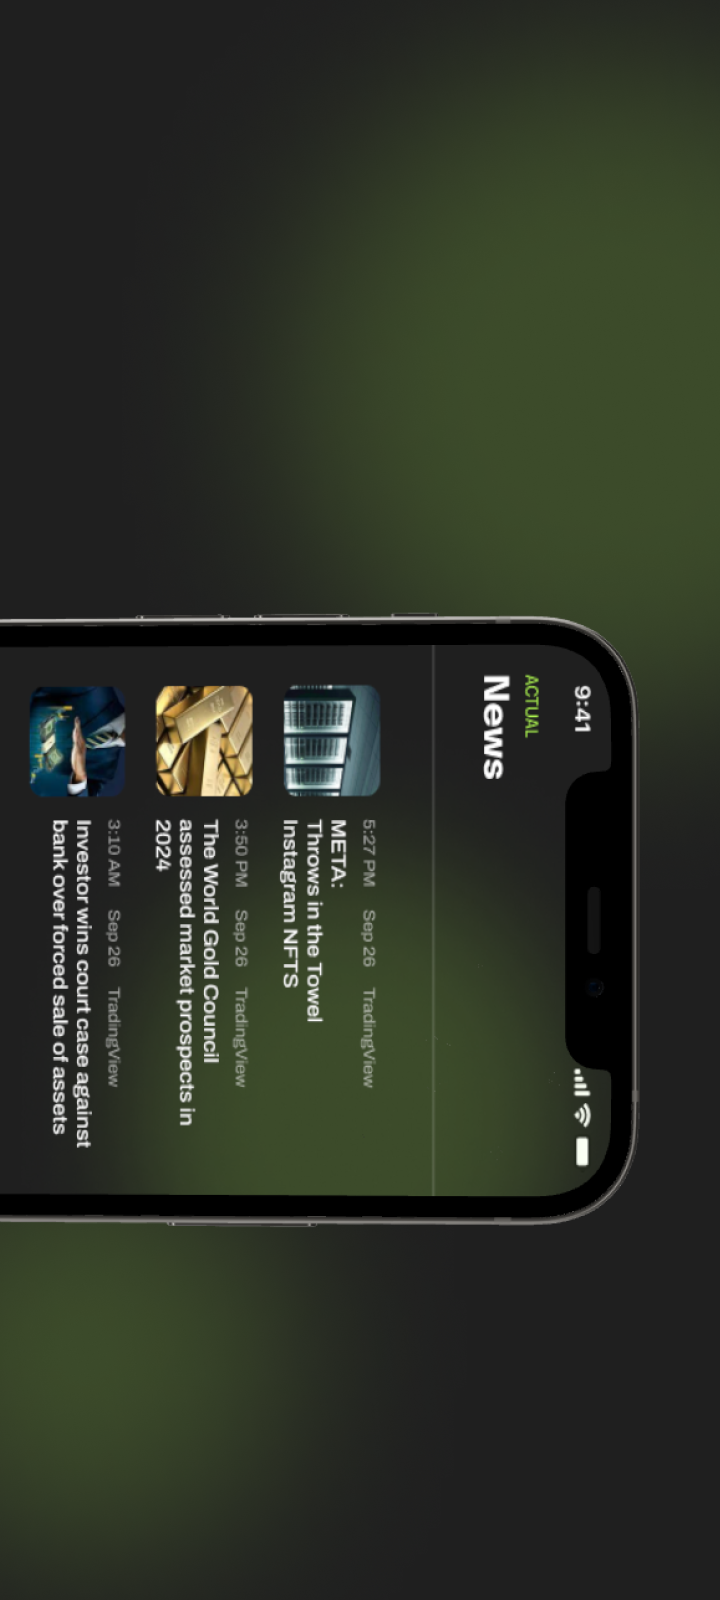 9:41
ACTUAL
News
5:27 PM Sep 26 TradingView
META:
Throws in the Towel
Instagram NFTS
3:50 PM Sep 26 TradingView
The World Gold Council
assessed market prospects in
2024
3:10 AM Sep 26 TradingView
Investor wins court case against
bank over forced sale of assets